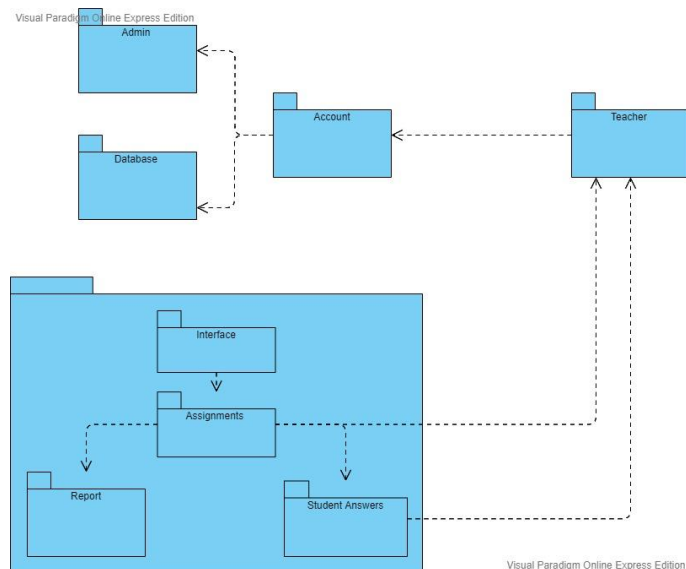 Visual Paradigm Online Express Edition
Admin
Account
Teacher
Database
Interface
Assignments
Report
Student Answers
Visual Paradigm Online Express Edition